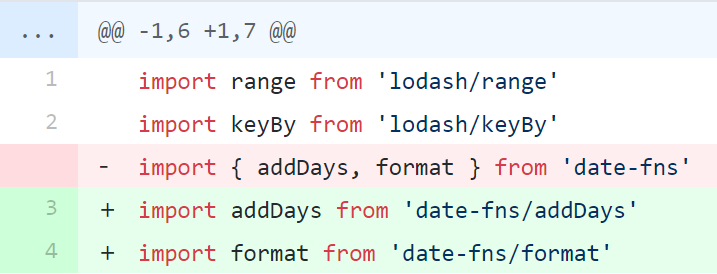 ... @@ -1,6 +1,7 @@
1 import range from 'lodash/range'
2 import keyBy from 'lodash/keyBy'
- import { addDays, format } from 'date-fns'
3 + import addDays from 'date-fns/addDays'
4 + import format from 'date-fns/format'